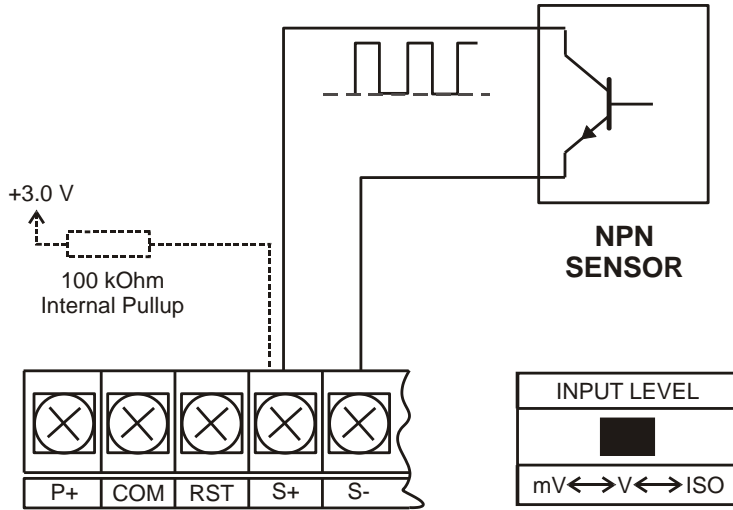 +3.0 V
100 kOhm
Internal Pullup
NPN
SENSOR
P+ COM RST S+ S-
INPUT LEVEL
mV↔V↔ISO